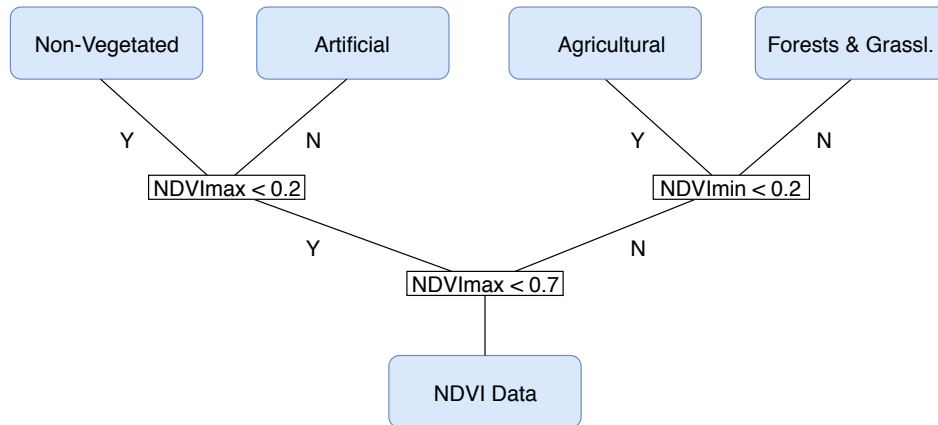 Non-Vegetated
Artificial
Agricultural
Forests & Grassl.
Y
N
Y
N
NDVImax < 0.2
NDVImin < 0.2
Y
N
NDVImax < 0.7
NDVI Data